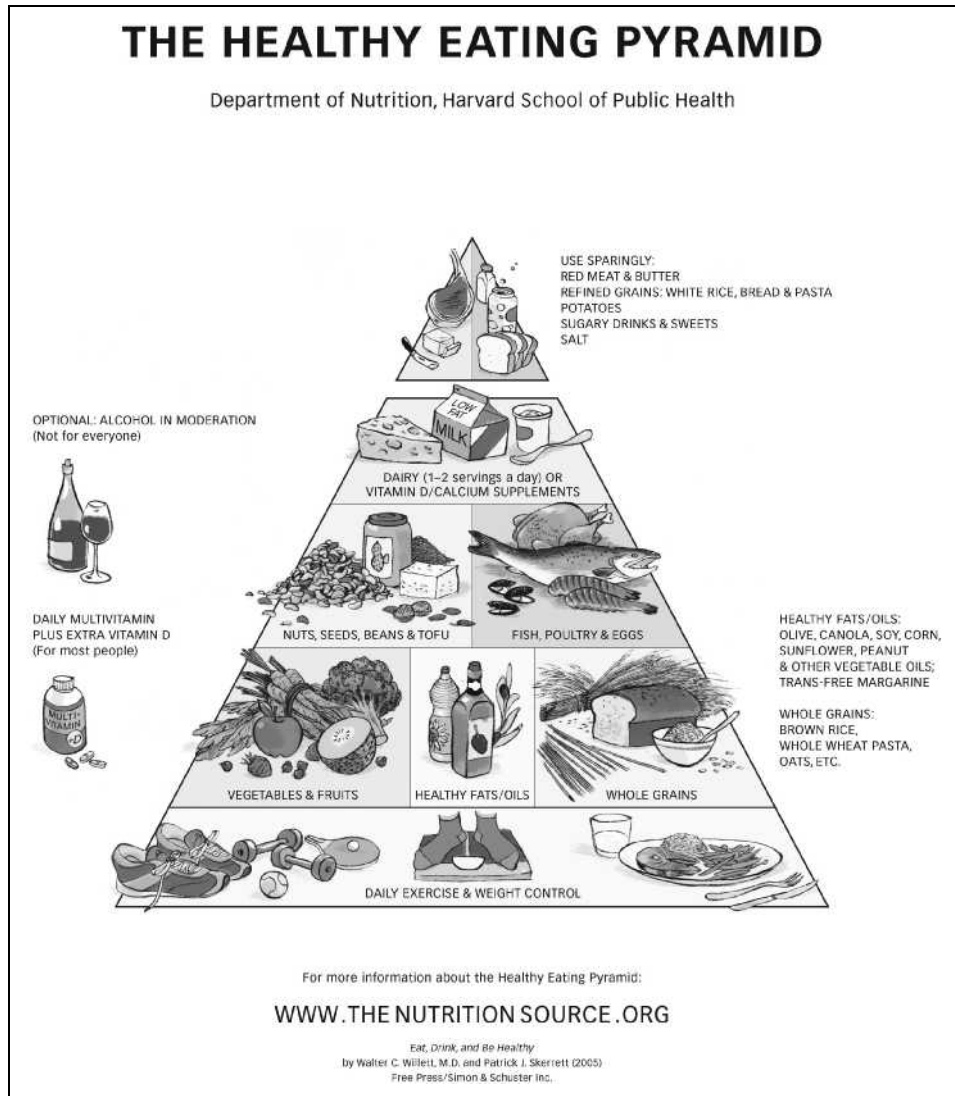 THE HEALTHY EATING PYRAMID
Department of Nutrition, Harvard School of Public Health
USE SPARINGLY:
RED MEAT & BUTTER
REFINED GRAINS: WHITE RICE, BREAD & PASTA
POTATOES
SUGARY DRINKS & SWEETS
SALT
OPTIONAL: ALCOHOL IN MODERATION
(Not for everyone)
LOW
FAT
MILK
DAIRY (1–2 servings a day) OR
VITAMIN D/CALCIUM SUPPLEMENTS
NUTS, SEEDS, BEANS & TOFU
FISH, POULTRY & EGGS
DAILY MULTIVITAMIN
PLUS EXTRA VITAMIN D
(For most people)
MULTI-
VITAMIN
+D
HEALTHY FATS/OILS:
OLIVE, CANOLA, SOY, CORN,
SUNFLOWER, PEANUT
& OTHER VEGETABLE OILS;
TRANS-FREE MARGARINE
WHOLE GRAINS:
BROWN RICE,
WHOLE WHEAT PASTA,
OATS, ETC.
VEGETABLES & FRUITS
HEALTHY FATS/OILS
WHOLE GRAINS
DAILY EXERCISE & WEIGHT CONTROL
For more information about the Healthy Eating Pyramid:
WWW.THE NUTRITION SOURCE.ORG
Eat, Drink, and Be Healthy
by Walter C. Willett, M.D. and Patrick J. Skerrett (2005)
Free Press/Simon & Schuster Inc.